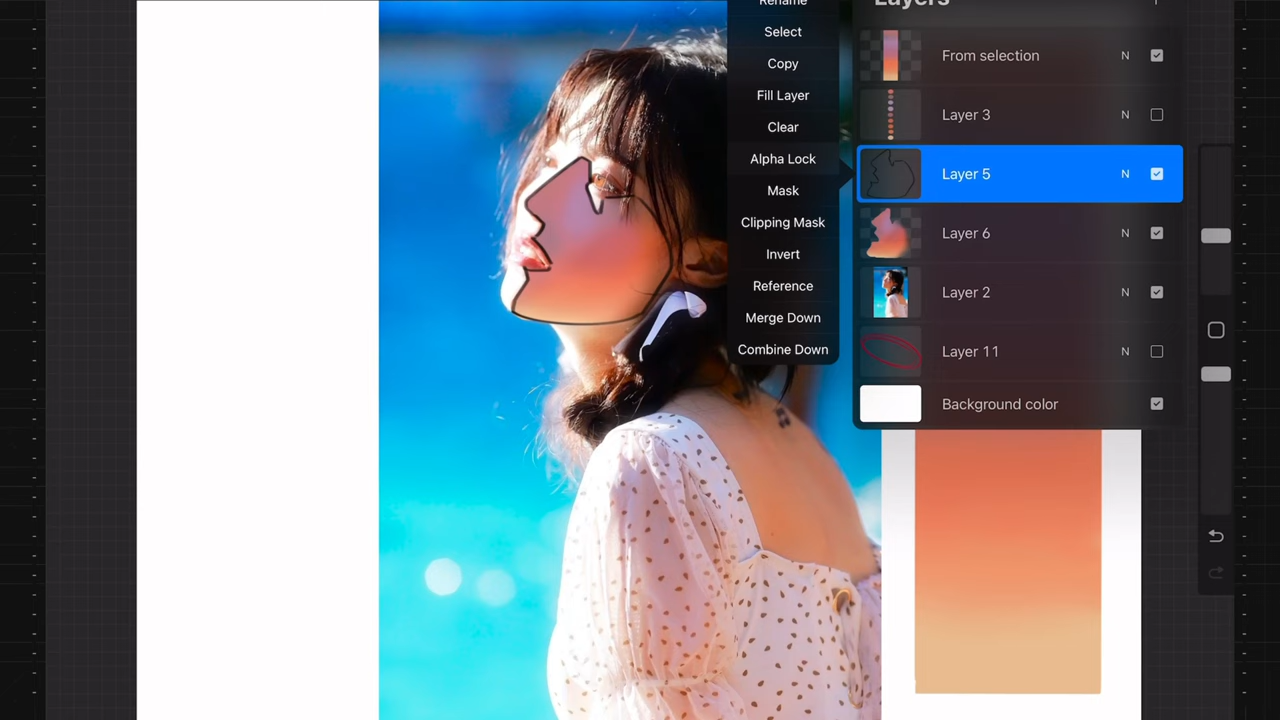 Rename
Select
Copy
Fill Layer
Clear
Alpha Lock
Mask
Clipping Mask
Invert
Reference
Merge Down
Combine Down
Layers
From selection N
Layer 3 N
Layer 5 N
Layer 6 N
Layer 2 N
Layer 11 N
Background color